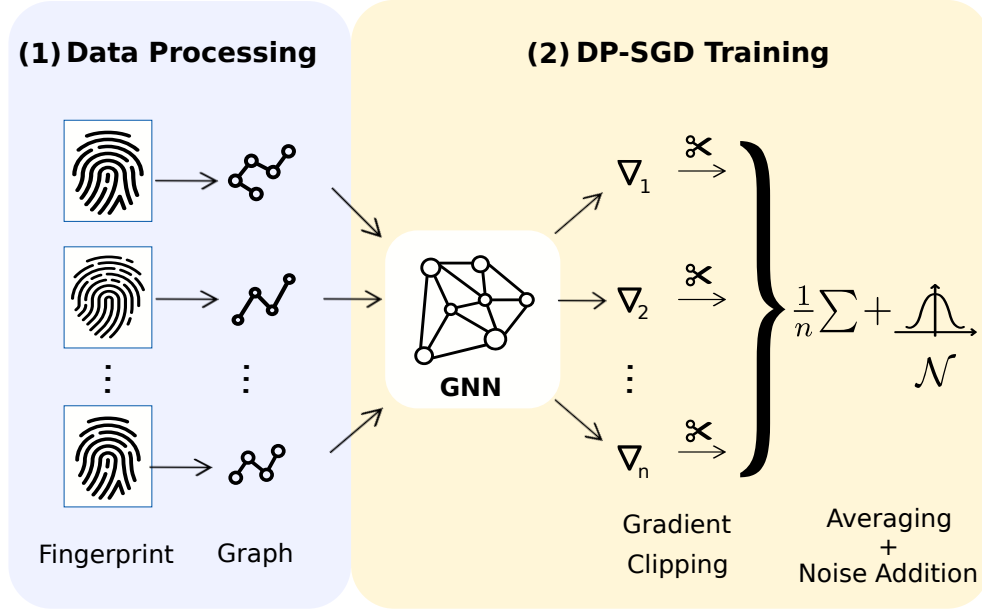 (1) Data Processing
(2) DP-SGD Training
∇1
∇2
⋮
⋮
⋮
∇n
GNN
1/n ∑ +
𝒩
Fingerprint
Graph
Gradient
Clipping
Averaging
+
Noise Addition